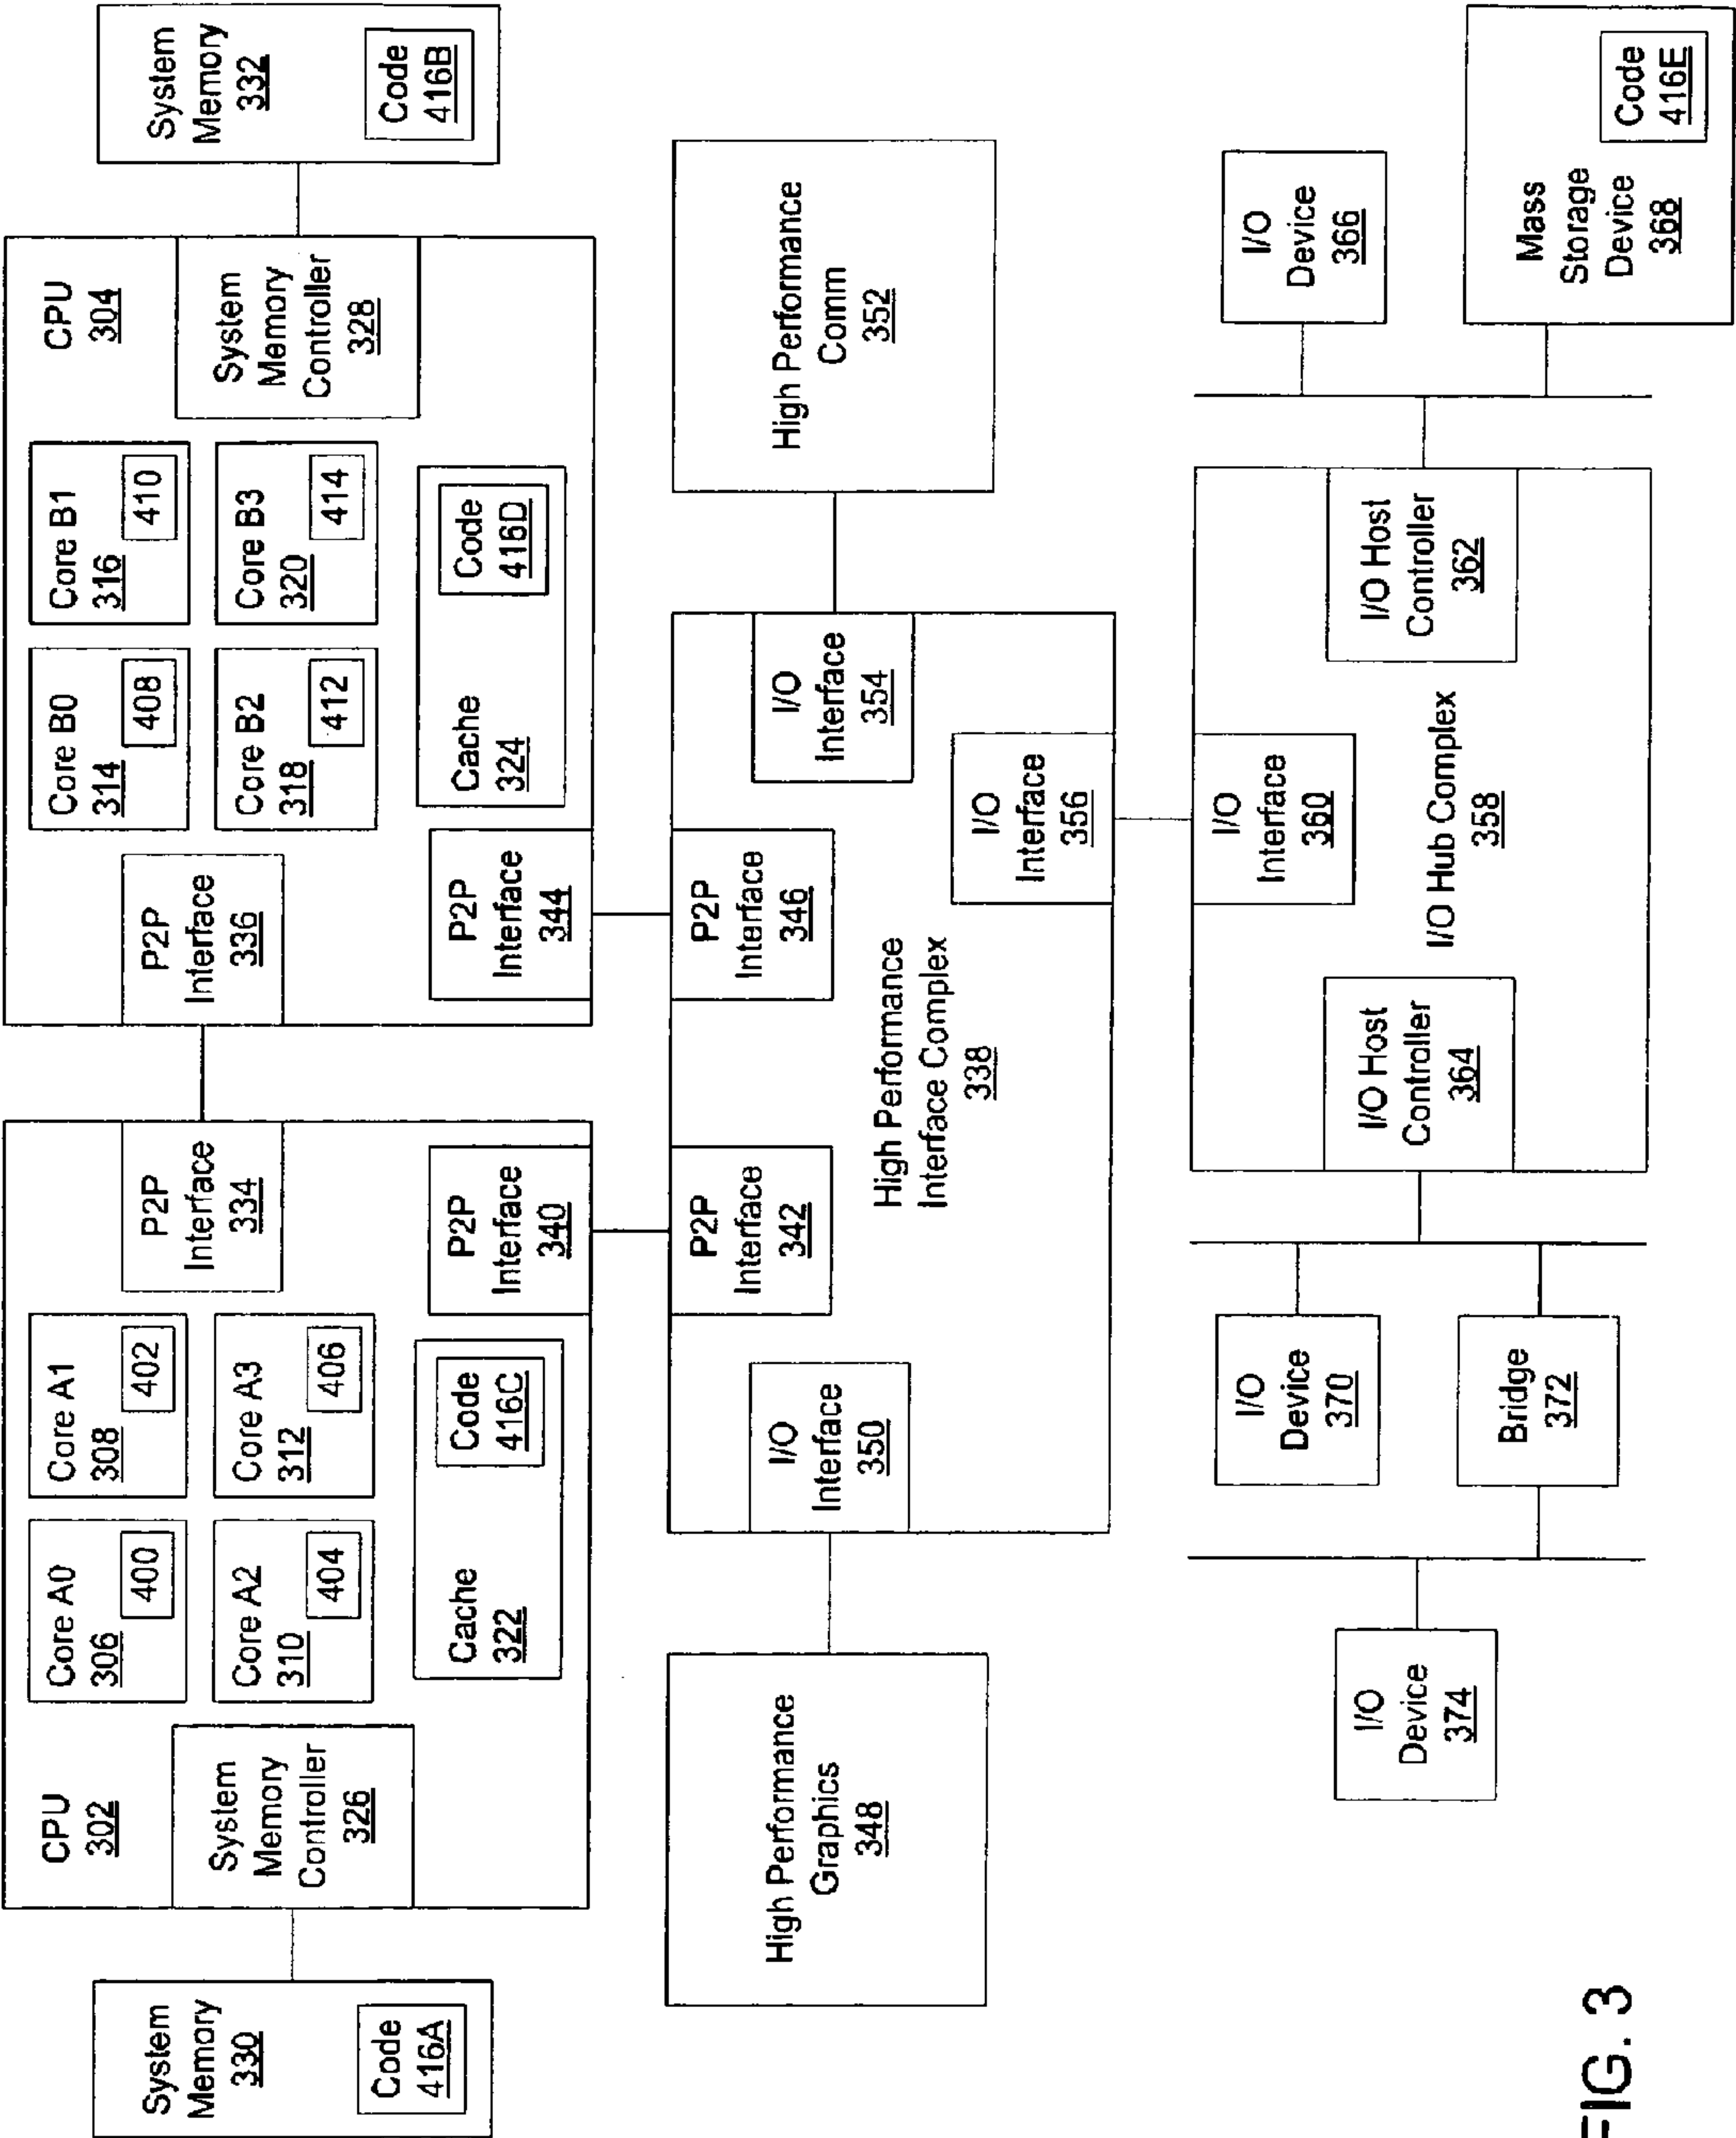 System
Memory
330
Code
416A
CPU
302
System
Memory
Controller
326
Core A0
306
400
Core A1
308
402
Core A2
310
404
Core A3
312
406
Cache
322
Code
416C
P2P
Interface
334
P2P
Interface
340
CPU
304
P2P
Interface
336
Core B0
314
408
Core B1
316
410
Core B2
318
412
Core B3
320
414
Cache
324
Code
416D
P2P
Interface
344
System
Memory
Controller
328
System
Memory
332
Code
416B
High Performance
Graphics
348
I/O
Interface
350
P2P
Interface
342
P2P
Interface
346
High Performance
Interface Complex
338
I/O
Interface
354
I/O
Interface
356
High Performance
Comm
352
I/O
Device
374
I/O
Device
370
Bridge
372
I/O Host
Controller
364
I/O
Interface
360
I/O Hub Complex
358
I/O Host
Controller
362
I/O
Device
366
Mass
Storage
Device
368
Code
416E
FIG. 3